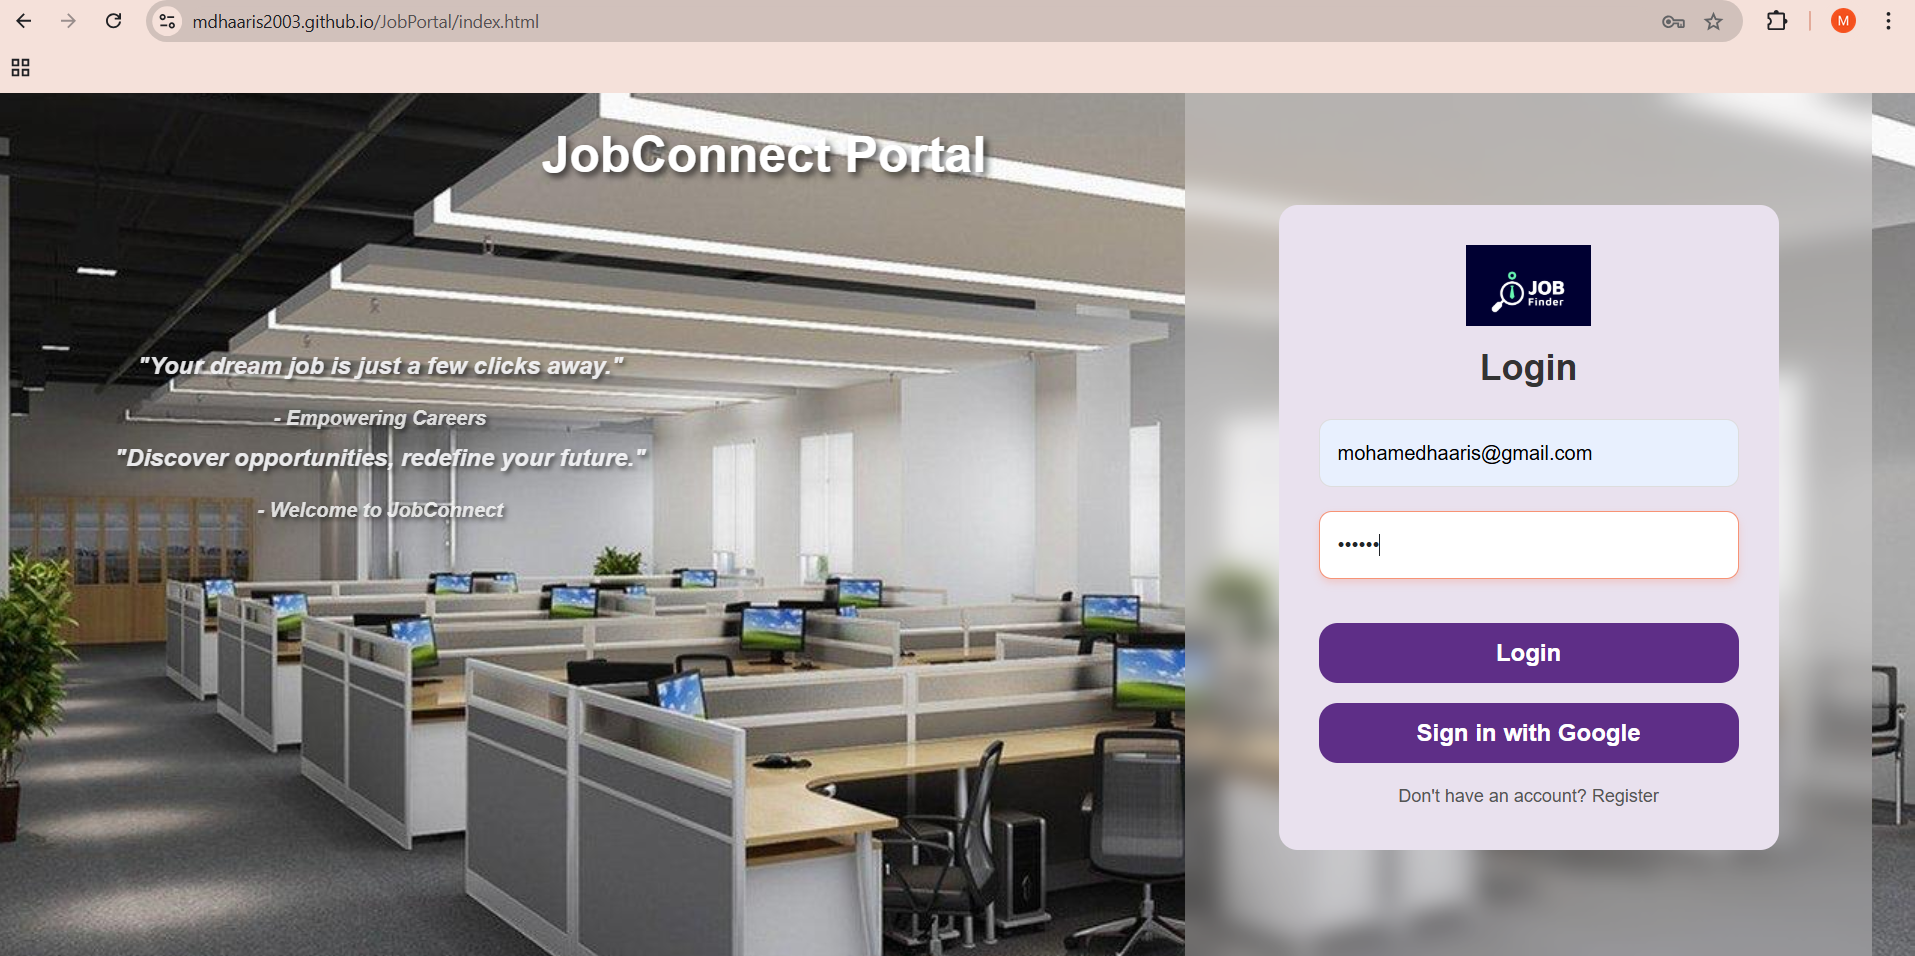 mdhaaris2003.github.io/JobPortal/index.html
M
JobConnect Portal
"Your dream job is just a few clicks away."
- Empowering Careers
"Discover opportunities, redefine your future."
- Welcome to JobConnect
JOB
Finder
Login
mohamedhaaris@gmail.com
••••••
Login
Sign in with Google
Don't have an account? Register